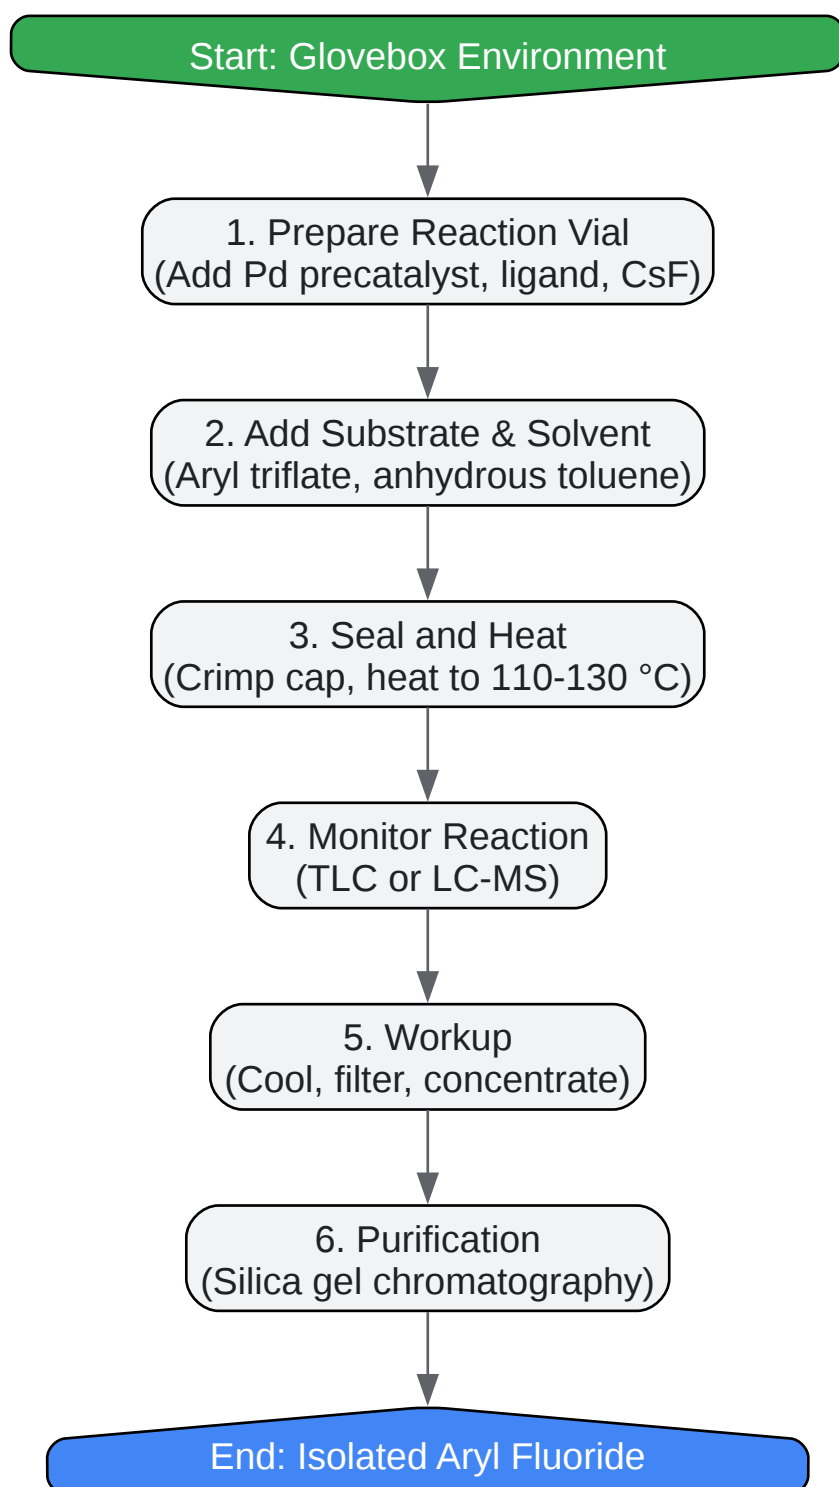 Start: Glovebox Environment
1. Prepare Reaction Vial
(Add Pd precatalyst, ligand, CsF)
2. Add Substrate & Solvent
(Aryl triflate, anhydrous toluene)
3. Seal and Heat
(Crimp cap, heat to 110-130 °C)
4. Monitor Reaction
(TLC or LC-MS)
5. Workup
(Cool, filter, concentrate)
6. Purification
(Silica gel chromatography)
End: Isolated Aryl Fluoride